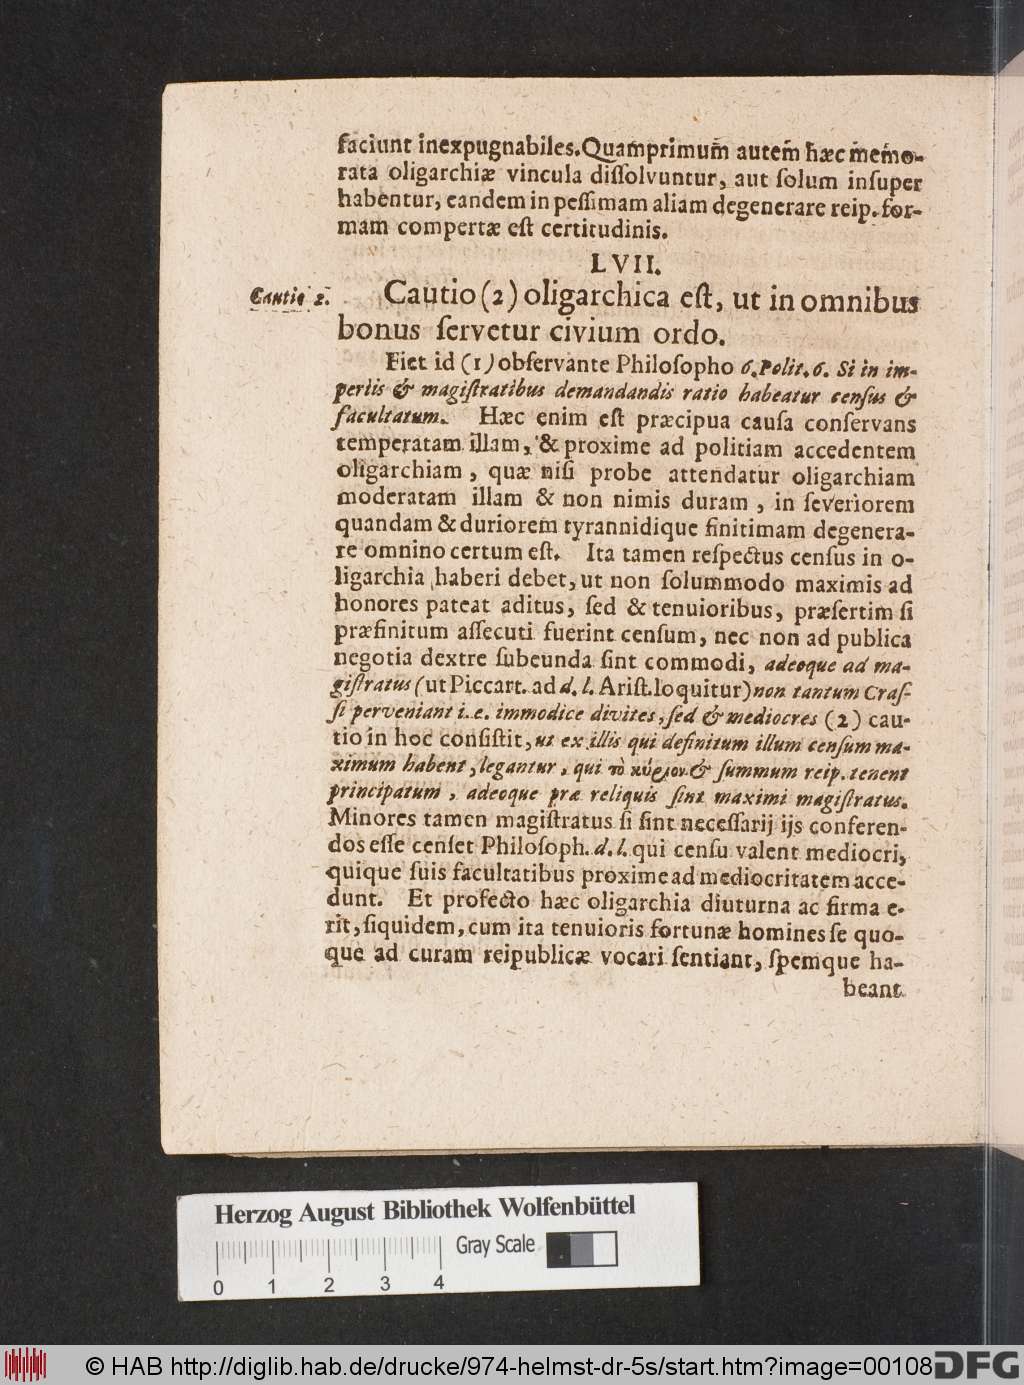 faciunt inexpugnabiles. Quamprimum autem hæc memo-
rata oligarchiæ vincula dissolvuntur, aut solum insuper
habentur, eandem in pessimam aliam degenerare reip. for-
mam compertæ est certitudinis.
LVII.
Cautio 2.
Cautio (2) oligarchica est, ut in omnibus
bonus servetur civium ordo.
Fiet id (1) observante Philosopho 6. Polit. 6. Si in im-
periis & magistratibus demandandis ratio habeatur census &
facultatum. Hæc enim est præcipua causa conservans
temperatam illam, & proxime ad politiam accedentem
oligarchiam, quæ nisi probe attendatur oligarchiam
moderatam illam & non nimis duram, in severiorem
quandam & duriorem tyrannidique finitimam degenera-
re omnino certum est. Ita tamen respectus census in o-
ligarchia haberi debet, ut non solummodo maximis ad
honores pateat aditus, sed & tenuioribus, præsertim si
præfinitum assecuti fuerint censum, nec non ad publica
negotia dextre subeunda sint commodi, adeoque ad ma-
gistratus (ut Piccart. ad d. l. Arist. loquitur) non tantum Cras-
si perveniant i. e. immodice divites, sed & mediocres (2) cau-
tio in hoc consistit, ut ex illis qui definitum illum censum ma-
ximum habent, legantur, qui τὸ κύριον & summum reip. tenent
principatum, adeoque præ reliquis sint maximi magistratus.
Minores tamen magistratus si sint necessarij ijs conferen-
dos esse censet Philosoph. d. l. qui censu valent mediocri,
quique suis facultatibus proxime ad mediocritatem acce-
dunt. Et profecto hæc oligarchia diuturna ac firma e-
rit, siquidem, cum ita tenuioris fortunæ homines se quo-
que ad curam reipublicæ vocari sentiant, spemque ha-
beant
Herzog August Bibliothek Wolfenbüttel
Gray Scale
0 1 2 3 4
© HAB http://diglib.hab.de/drucke/974-helmst-dr-5s/start.htm?image=00108
DFG